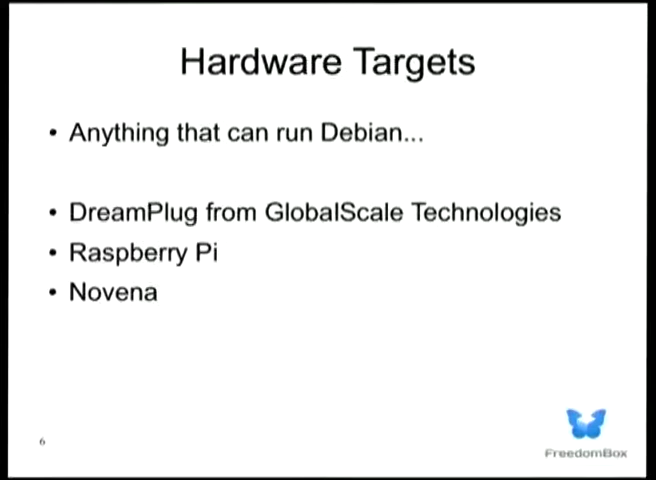 Hardware Targets
• Anything that can run Debian...
• DreamPlug from GlobalScale Technologies
• Raspberry Pi
• Novena
6
FreedomBox